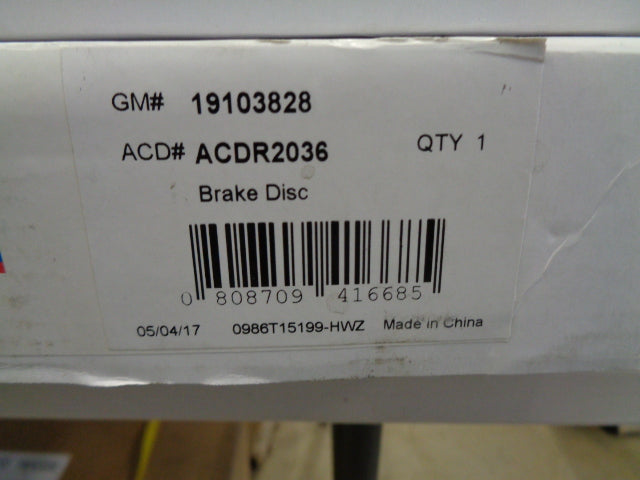 GM# 19103828
ACD# ACDR2036 QTY 1
Brake Disc
0 808709 416685
05/04/17 0986T15199-HWZ Made in China